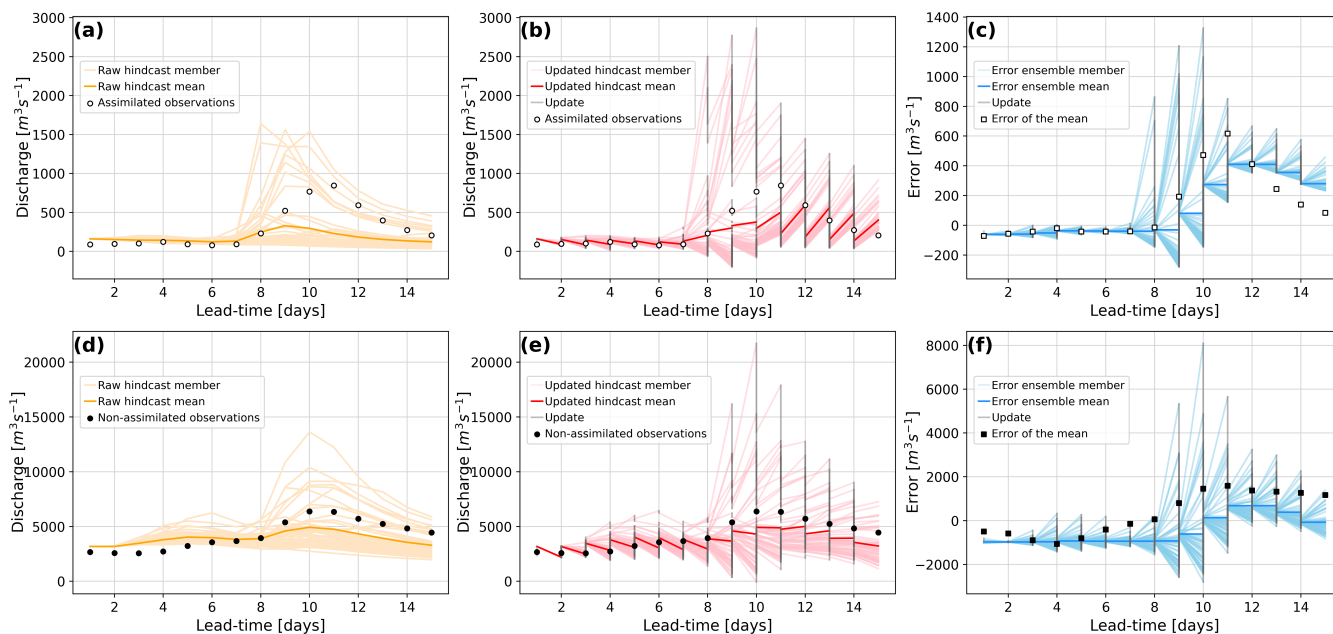 (a)
Raw hindcast member
Raw hindcast mean
Assimilated observations
Discharge [m³s⁻¹]
3000
2500
2000
1500
1000
500
0
2 4 6 8 10 12 14
Lead-time [days]
(b)
Updated hindcast member
Updated hindcast mean
Update
Assimilated observations
Discharge [m³s⁻¹]
3000
2500
2000
1500
1000
500
0
2 4 6 8 10 12 14
Lead-time [days]
(c)
Error ensemble member
Error ensemble mean
Update
Error of the mean
Error [m³s⁻¹]
1400
1200
1000
800
600
400
200
0
−200
2 4 6 8 10 12 14
Lead-time [days]
(d)
Raw hindcast member
Raw hindcast mean
Non-assimilated observations
Discharge [m³s⁻¹]
20000
15000
10000
5000
0
2 4 6 8 10 12 14
Lead-time [days]
(e)
Updated hindcast member
Updated hindcast mean
Update
Non-assimilated observations
Discharge [m³s⁻¹]
20000
15000
10000
5000
0
2 4 6 8 10 12 14
Lead-time [days]
(f)
Error ensemble member
Error ensemble mean
Update
Error of the mean
Error [m³s⁻¹]
8000
6000
4000
2000
0
−2000
2 4 6 8 10 12 14
Lead-time [days]